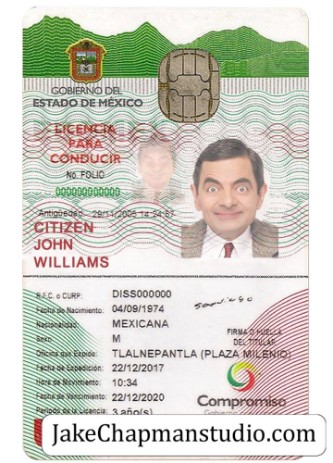 GOBIERNO DEL
ESTADO DE MÉXICO
LICENCIA
PARA
CONDUCIR
No. FOLIO
000000000000
Antigüedad: 29/11/2005 14:24:57
CITIZEN
JOHN
WILLIAMS
R.F.C. o CURP: DISS000000
Fecha de Nacimiento: 04/09/1974
Nacionalidad: MEXICANA
Sexo: M
FIRMA O HUELLA
DEL TITULAR
Oficina que Expide: TLALNEPANTLA (PLAZA MILENIO)
Fecha de Expedición: 22/12/2017
Hora de Movimiento: 10:34
Fecha de Vencimiento: 22/12/2020
Periodo de la Licencia: 3 año(s)
Compromiso
JakeChapmanstudio.com